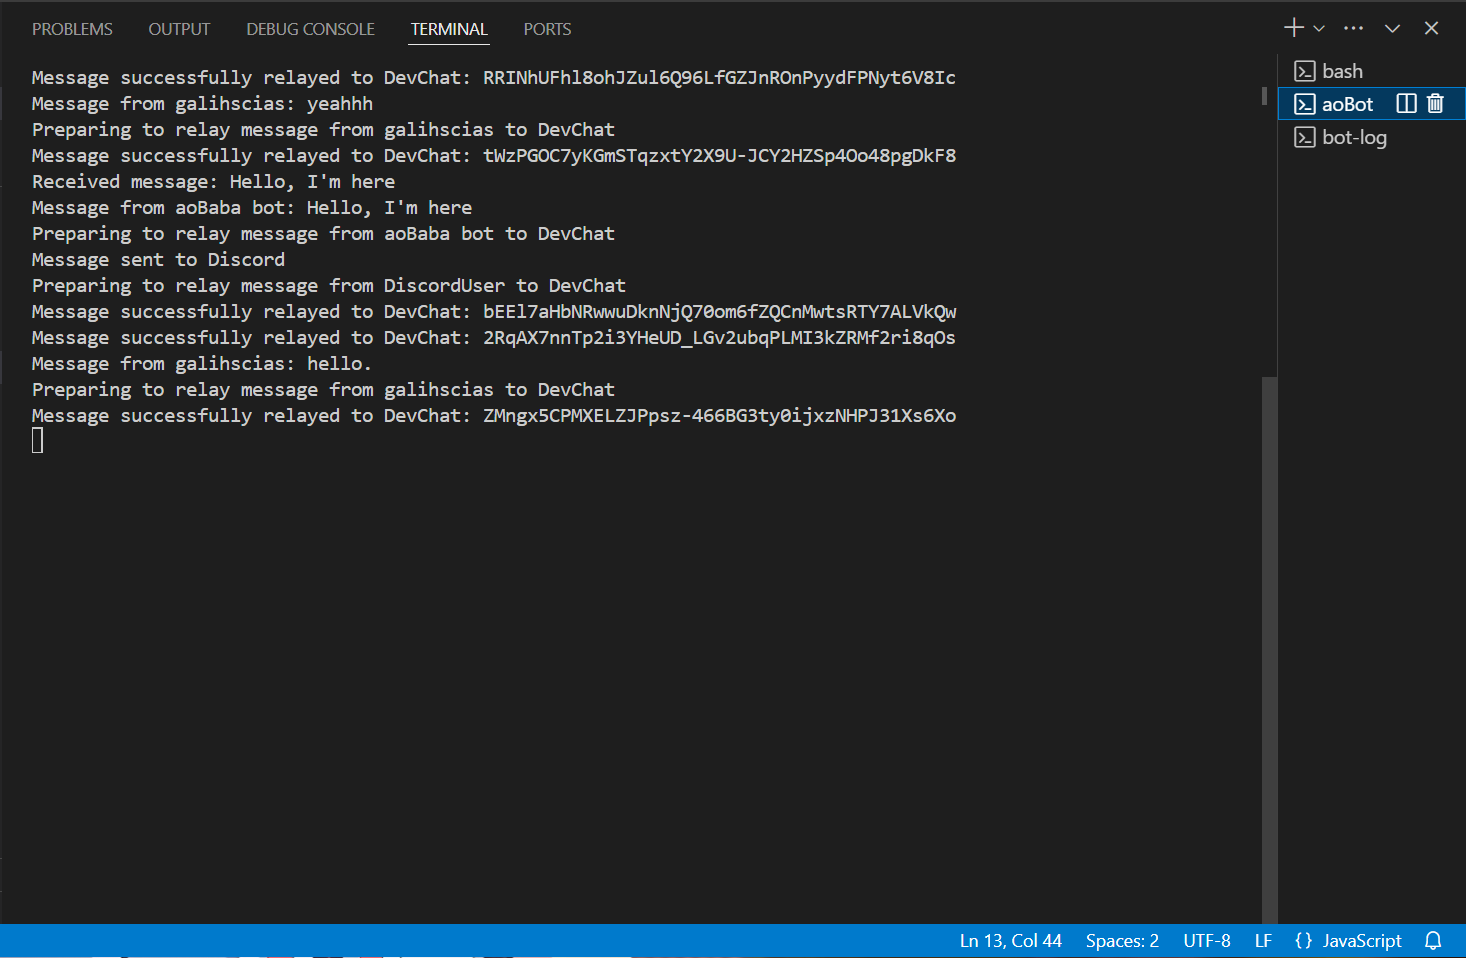 PROBLEMS OUTPUT DEBUG CONSOLE TERMINAL PORTS
Message successfully relayed to DevChat: RRINhUFhl8ohJZul6Q96LfGZJnROnPyydFPNyt6V8Ic
Message from galihscias: yeahhh
Preparing to relay message from galihscias to DevChat
Message successfully relayed to DevChat: tWzPGOC7yKGmSTqzxtY2X9U-JCY2HZSp4Oo48pgDkF8
Received message: Hello, I'm here
Message from aoBaba bot: Hello, I'm here
Preparing to relay message from aoBaba bot to DevChat
Message sent to Discord
Preparing to relay message from DiscordUser to DevChat
Message successfully relayed to DevChat: bEEl7aHbNRwwuDknNjQ70om6fZQCnMwtsRTY7ALVkQw
Message successfully relayed to DevChat: 2RqAX7nnTp2i3YHeUD_LGv2ubqPLMI3kZRMf2ri8qOs
Message from galihscias: hello.
Preparing to relay message from galihscias to DevChat
Message successfully relayed to DevChat: ZMngx5CPMXELZJPpsz-466BG3ty0ijxzNHPJ31Xs6Xo
bash
aoBot
bot-log
Ln 13, Col 44 Spaces: 2 UTF-8 LF {} JavaScript